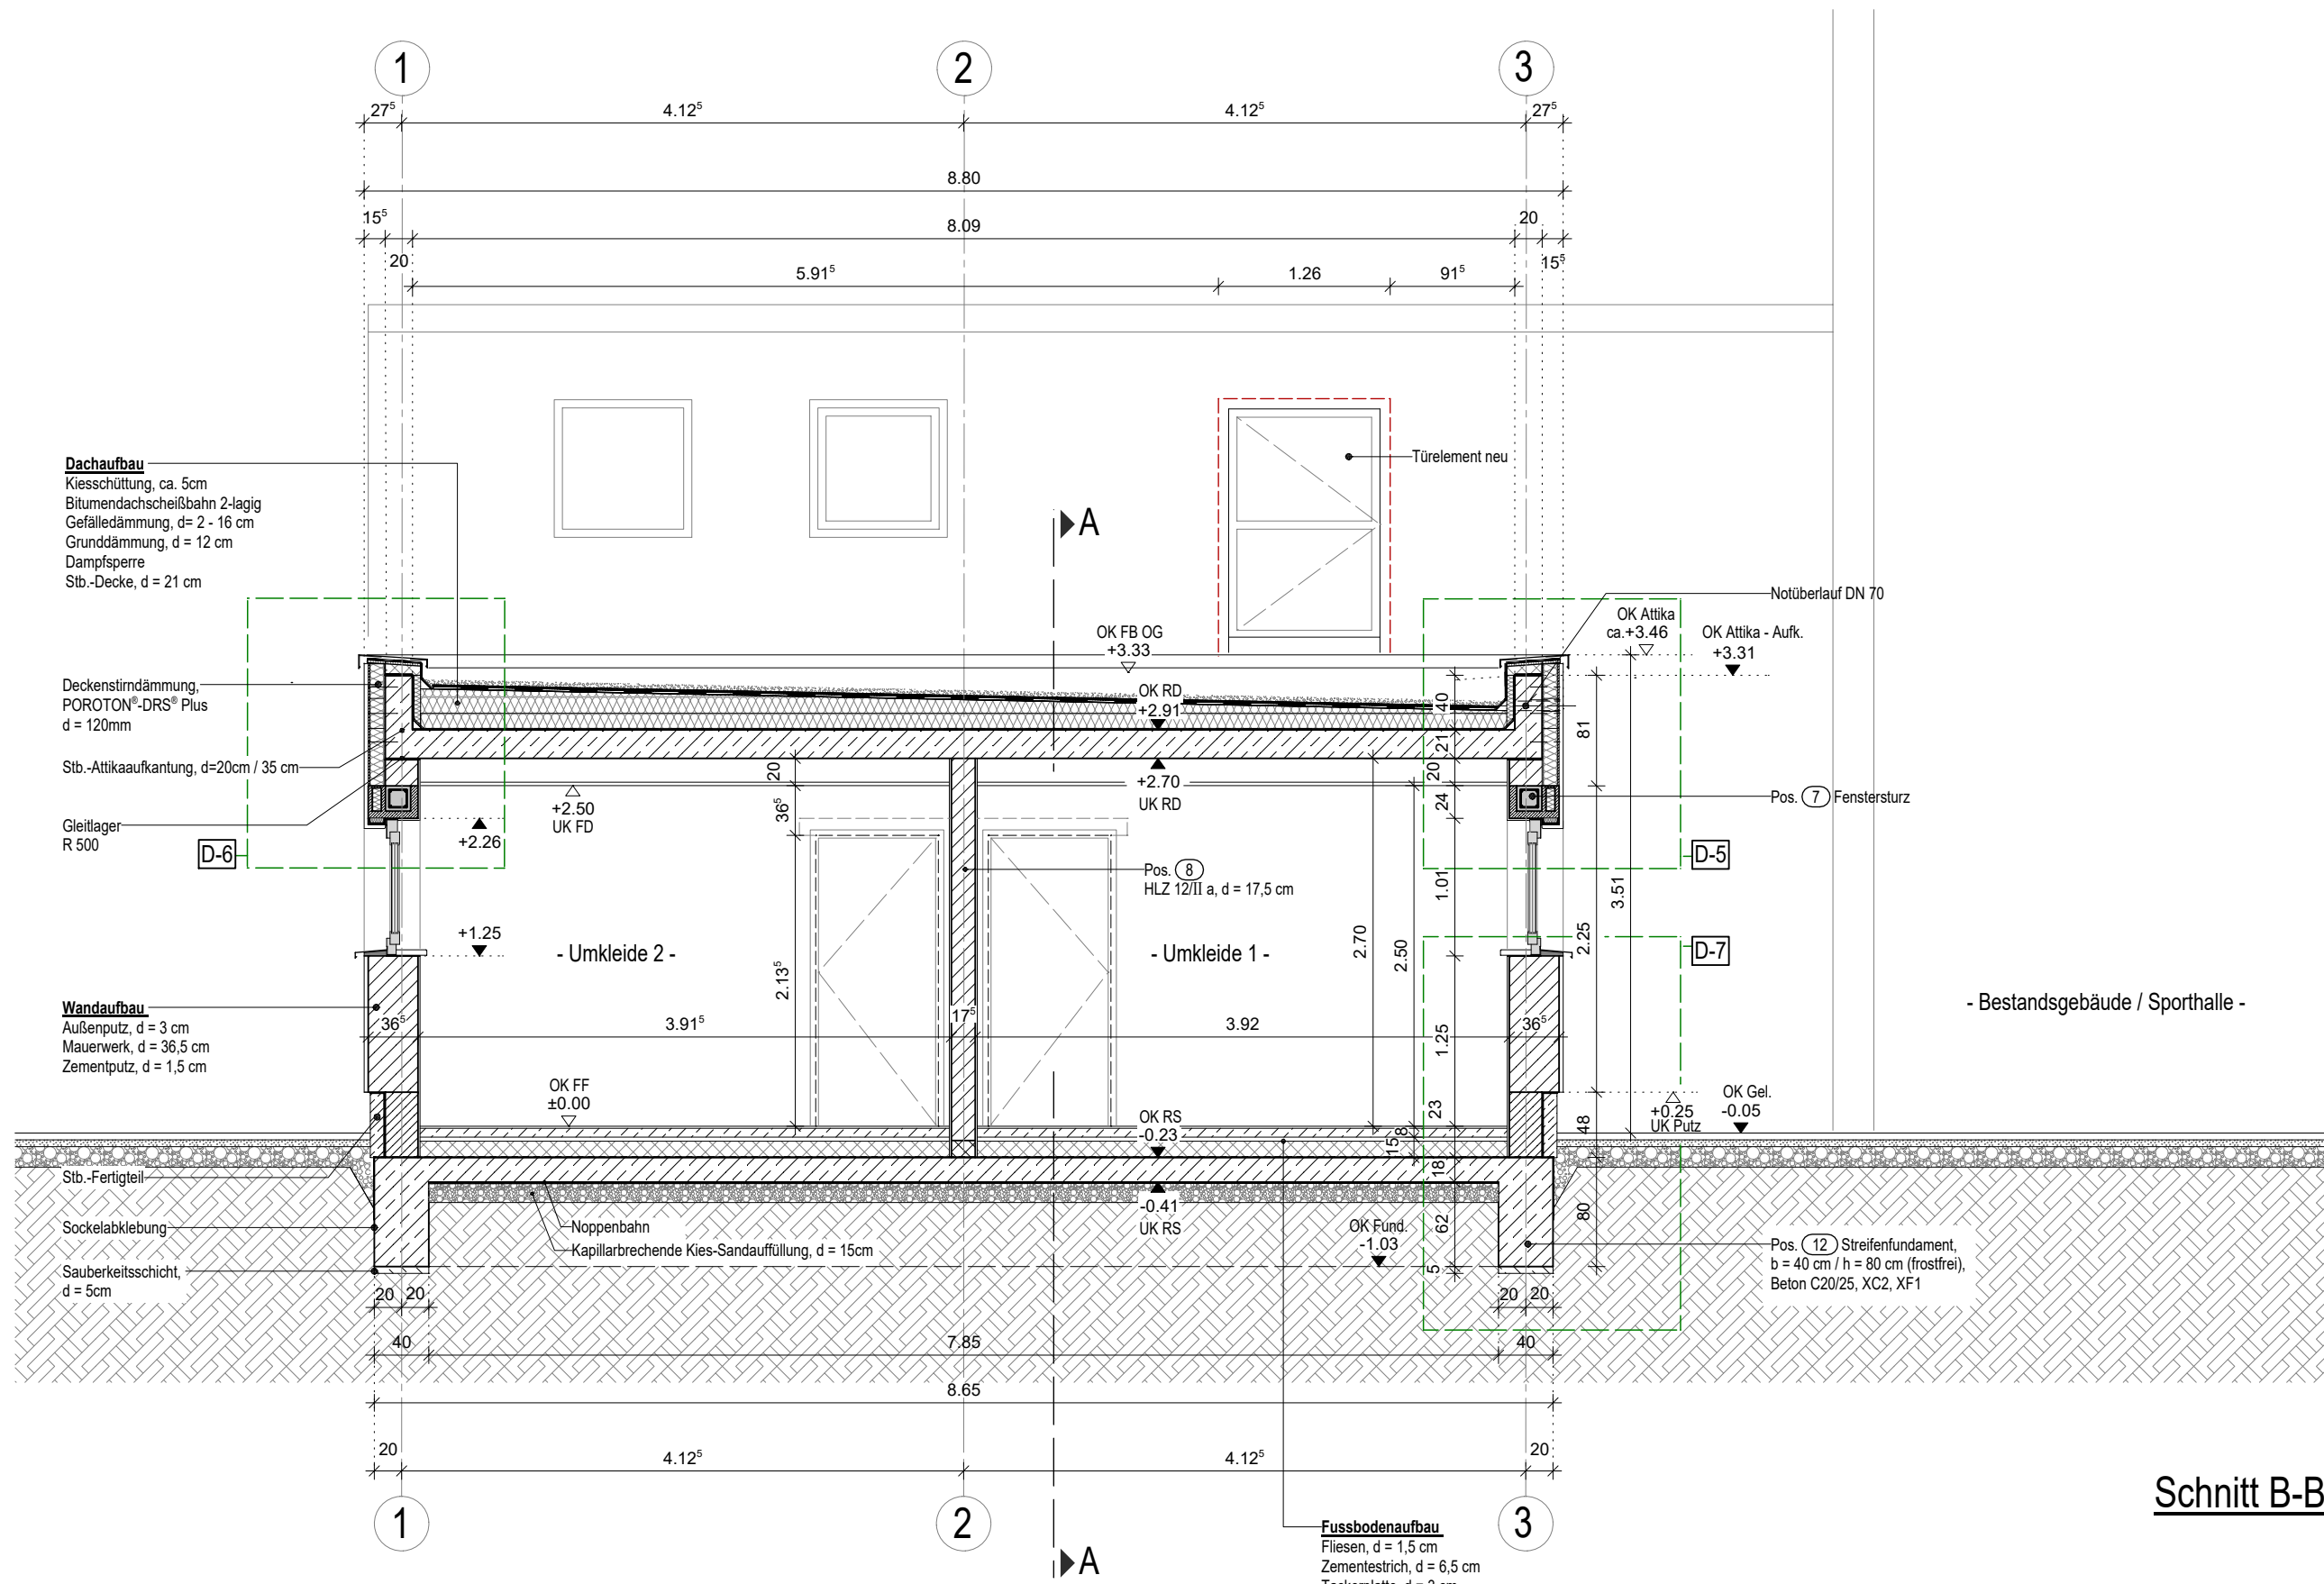 1
2
3
27⁵
4.12⁵
4.12⁵
27⁵
8.80
15⁵
8.09
20
20
15⁵
5.91⁵
1.26
91⁵
Dachaufbau
Kiesschüttung, ca. 5cm
Bitumendachscheißbahn 2-lagig
Gefälledämmung, d= 2 - 16 cm
Grunddämmung, d = 12 cm
Dampfsperre
Stb.-Decke, d = 21 cm
Türelement neu
A
Notüberlauf DN 70
OK Attika
ca.+3.46
OK Attika - Aufk.
+3.31
OK FB OG
+3.33
Deckenstirndämmung,
POROTON®-DRS® Plus
d = 120mm
OK RD
+2.91
40
81
21
Stb.-Attikaaufkantung, d=20cm / 35 cm
20
36⁵
+2.50
UK FD
+2.70
UK RD
20
24
Pos. 7 Fenstersturz
Gleitlager
R 500
+2.26
D-6
D-5
Pos. 8
HLZ 12/II a, d = 17,5 cm
1.01
3.51
+1.25
- Umkleide 2 -
2.13⁵
- Umkleide 1 -
2.70
2.50
2.25
D-7
- Bestandsgebäude / Sporthalle -
Wandaufbau
Außenputz, d = 3 cm
Mauerwerk, d = 36,5 cm
Zementputz, d = 1,5 cm
36⁵
3.91⁵
17⁵
3.92
1.25
36⁵
OK FF
±0.00
OK RS
-0.23
23
8
15
18
48
+0.25
UK Putz
OK Gel.
-0.05
Stb.-Fertigteil
-0.41
UK RS
Sockelabklebung
Noppenbahn
Kapillarbrechende Kies-Sandauffüllung, d = 15cm
OK Fund.
-1.03
62
80
5
Pos. 12 Streifenfundament,
b = 40 cm / h = 80 cm (frostfrei),
Beton C20/25, XC2, XF1
Sauberkeitsschicht,
d = 5cm
20
20
20
20
40
7.85
40
8.65
20
4.12⁵
4.12⁵
20
Schnitt B-B
1
2
3
A
Fussbodenaufbau
Fliesen, d = 1,5 cm
Zementestrich, d = 6,5 cm